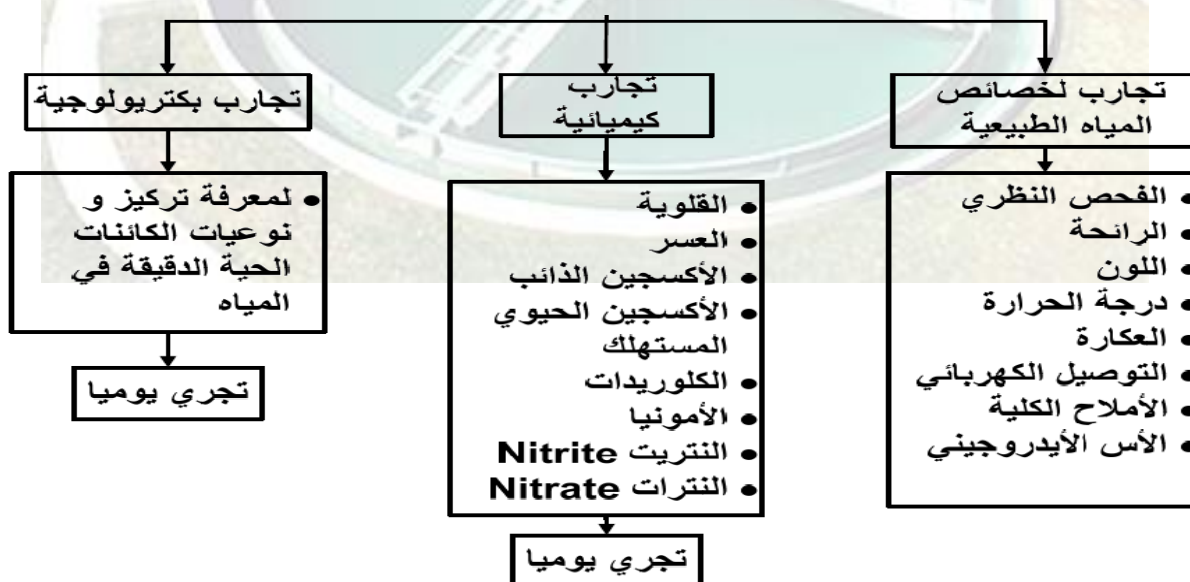 تجارب لخصائص
المياه الطبيعية
• الفحص النظري
• الرائحة
• اللون
• درجة الحرارة
• العكارة
• التوصيل الكهربائي
• الأملاح الكلية
• الأس الأيدروجيني
تجارب
كيميائية
• القلوية
• العسر
• الأكسجين الذائب
• الأكسجين الحيوي
المستهلك
• الكلوريدات
• الأمونيا
• النتريت Nitrite
• النترات Nitrate
تجري يوميا
تجارب بكتريولوجية
• لمعرفة تركيز و
نوعيات الكائنات
الحية الدقيقة في
المياه
تجري يوميا